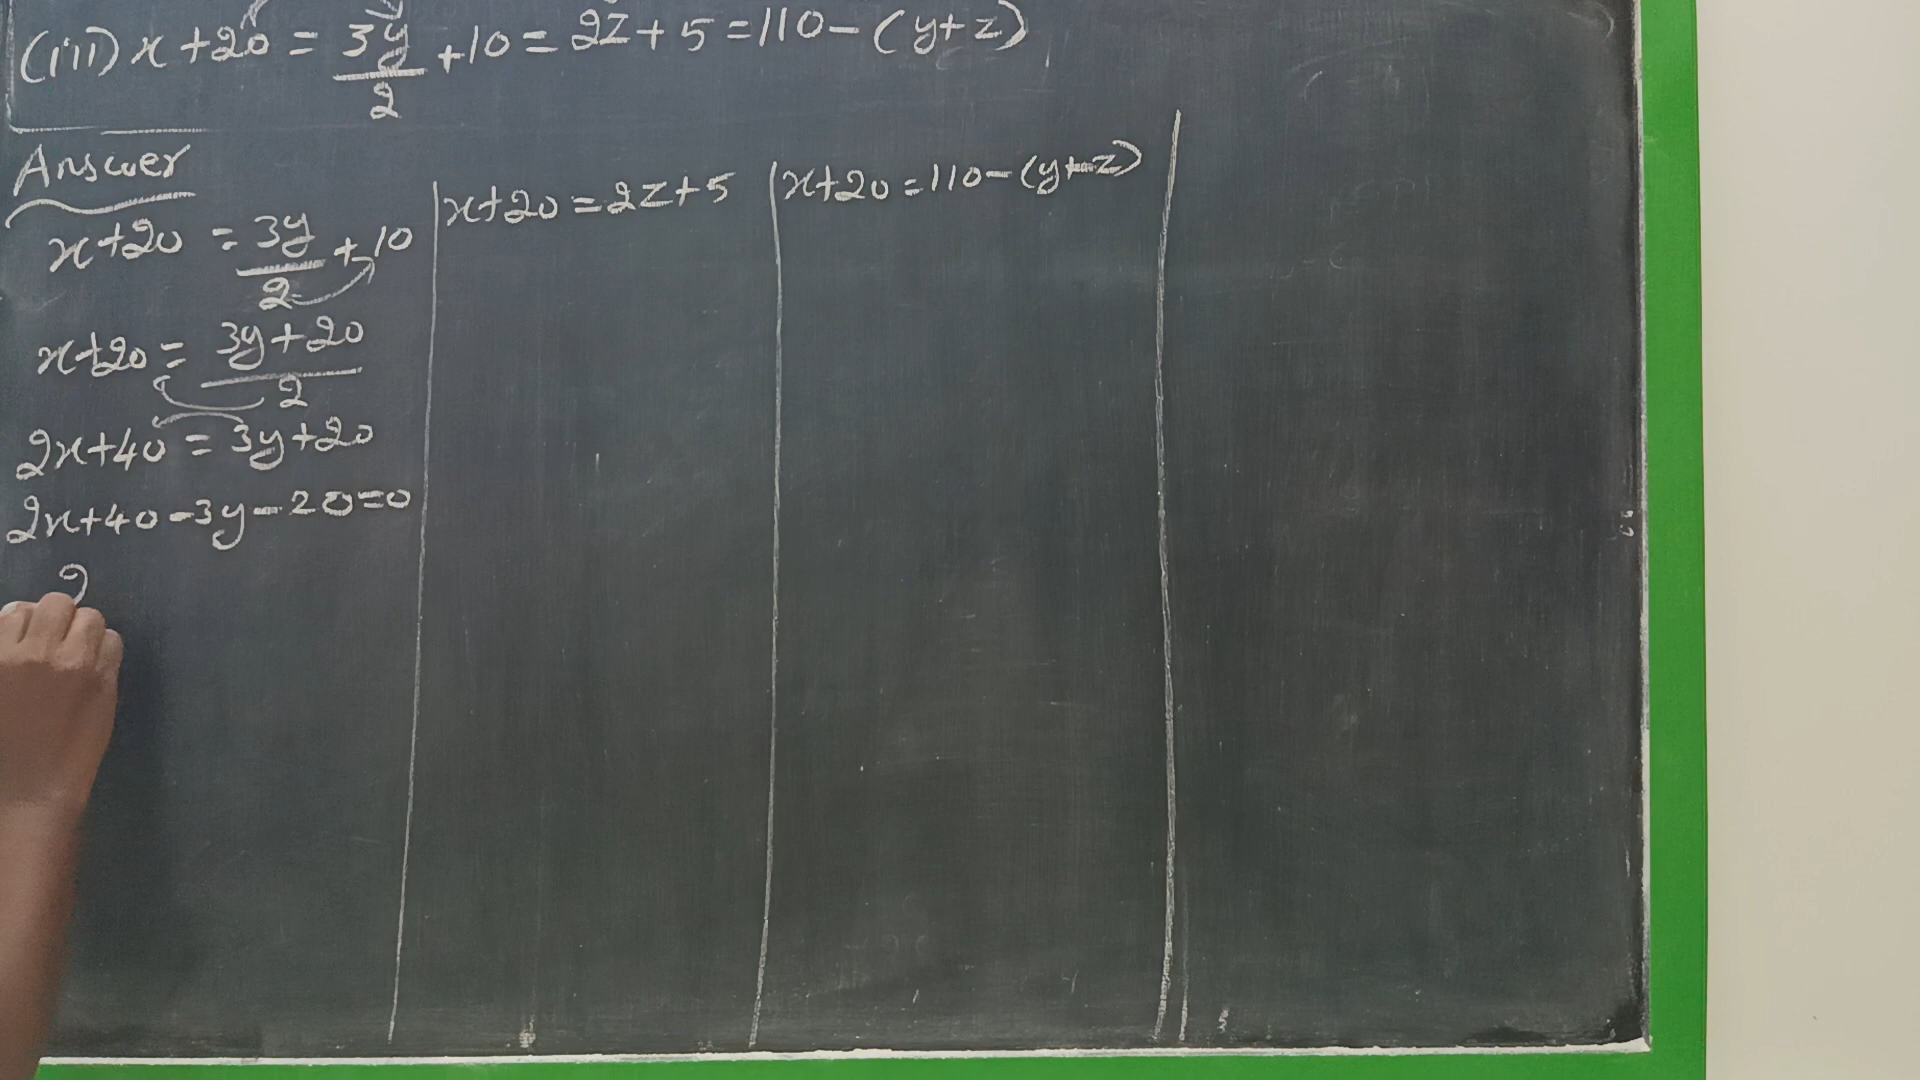 (iii) x+20 = 3y/2 +10 = 2z+5 = 110-(y+z)
Answer
x+20 = 3y/2 + 10
x+20 = 3y+20/2
2x+40 = 3y+20
2x+40-3y-20=0
2
x+20 = 2z+5
x+20 = 110-(y+z)